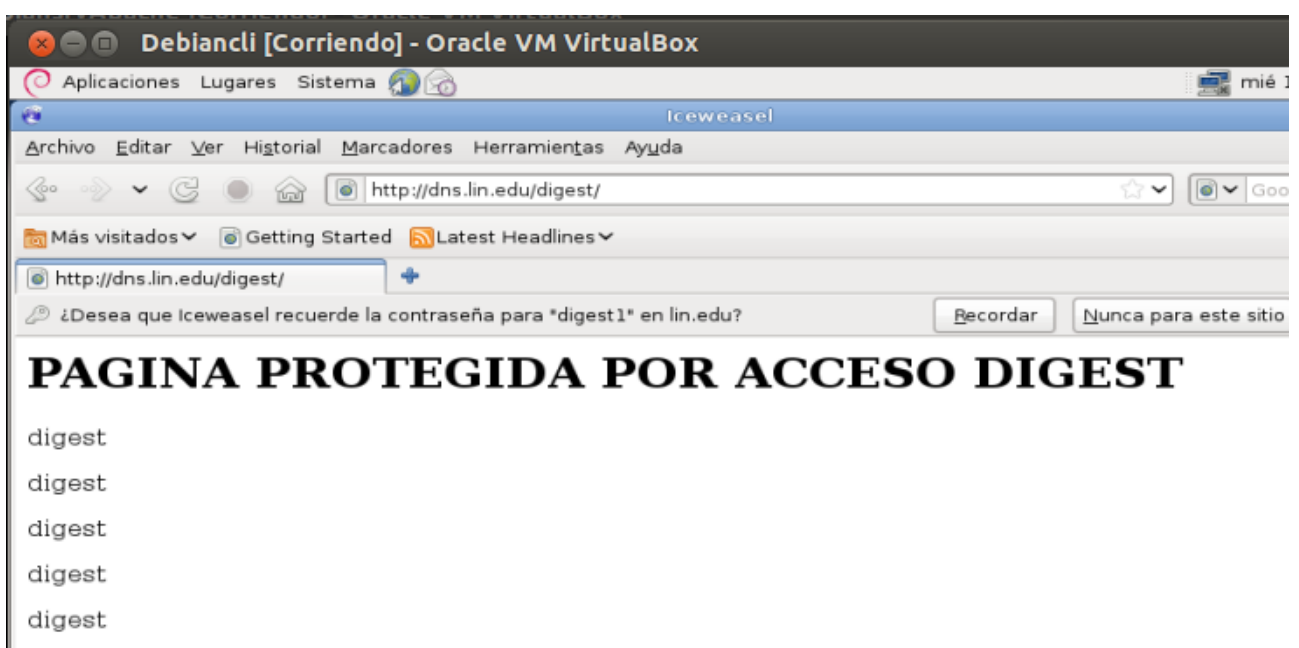 Debiancli [Corriendo] - Oracle VM VirtualBox
Aplicaciones Lugares Sistema mié
Iceweasel
Archivo Editar Ver Historial Marcadores Herramientas Ayuda
http://dns.lin.edu/digest/ Goo
Más visitados Getting Started Latest Headlines
http://dns.lin.edu/digest/
¿Desea que Iceweasel recuerde la contraseña para "digest1" en lin.edu? Recordar Nunca para este sitio
PAGINA PROTEGIDA POR ACCESO DIGEST
digest
digest
digest
digest
digest